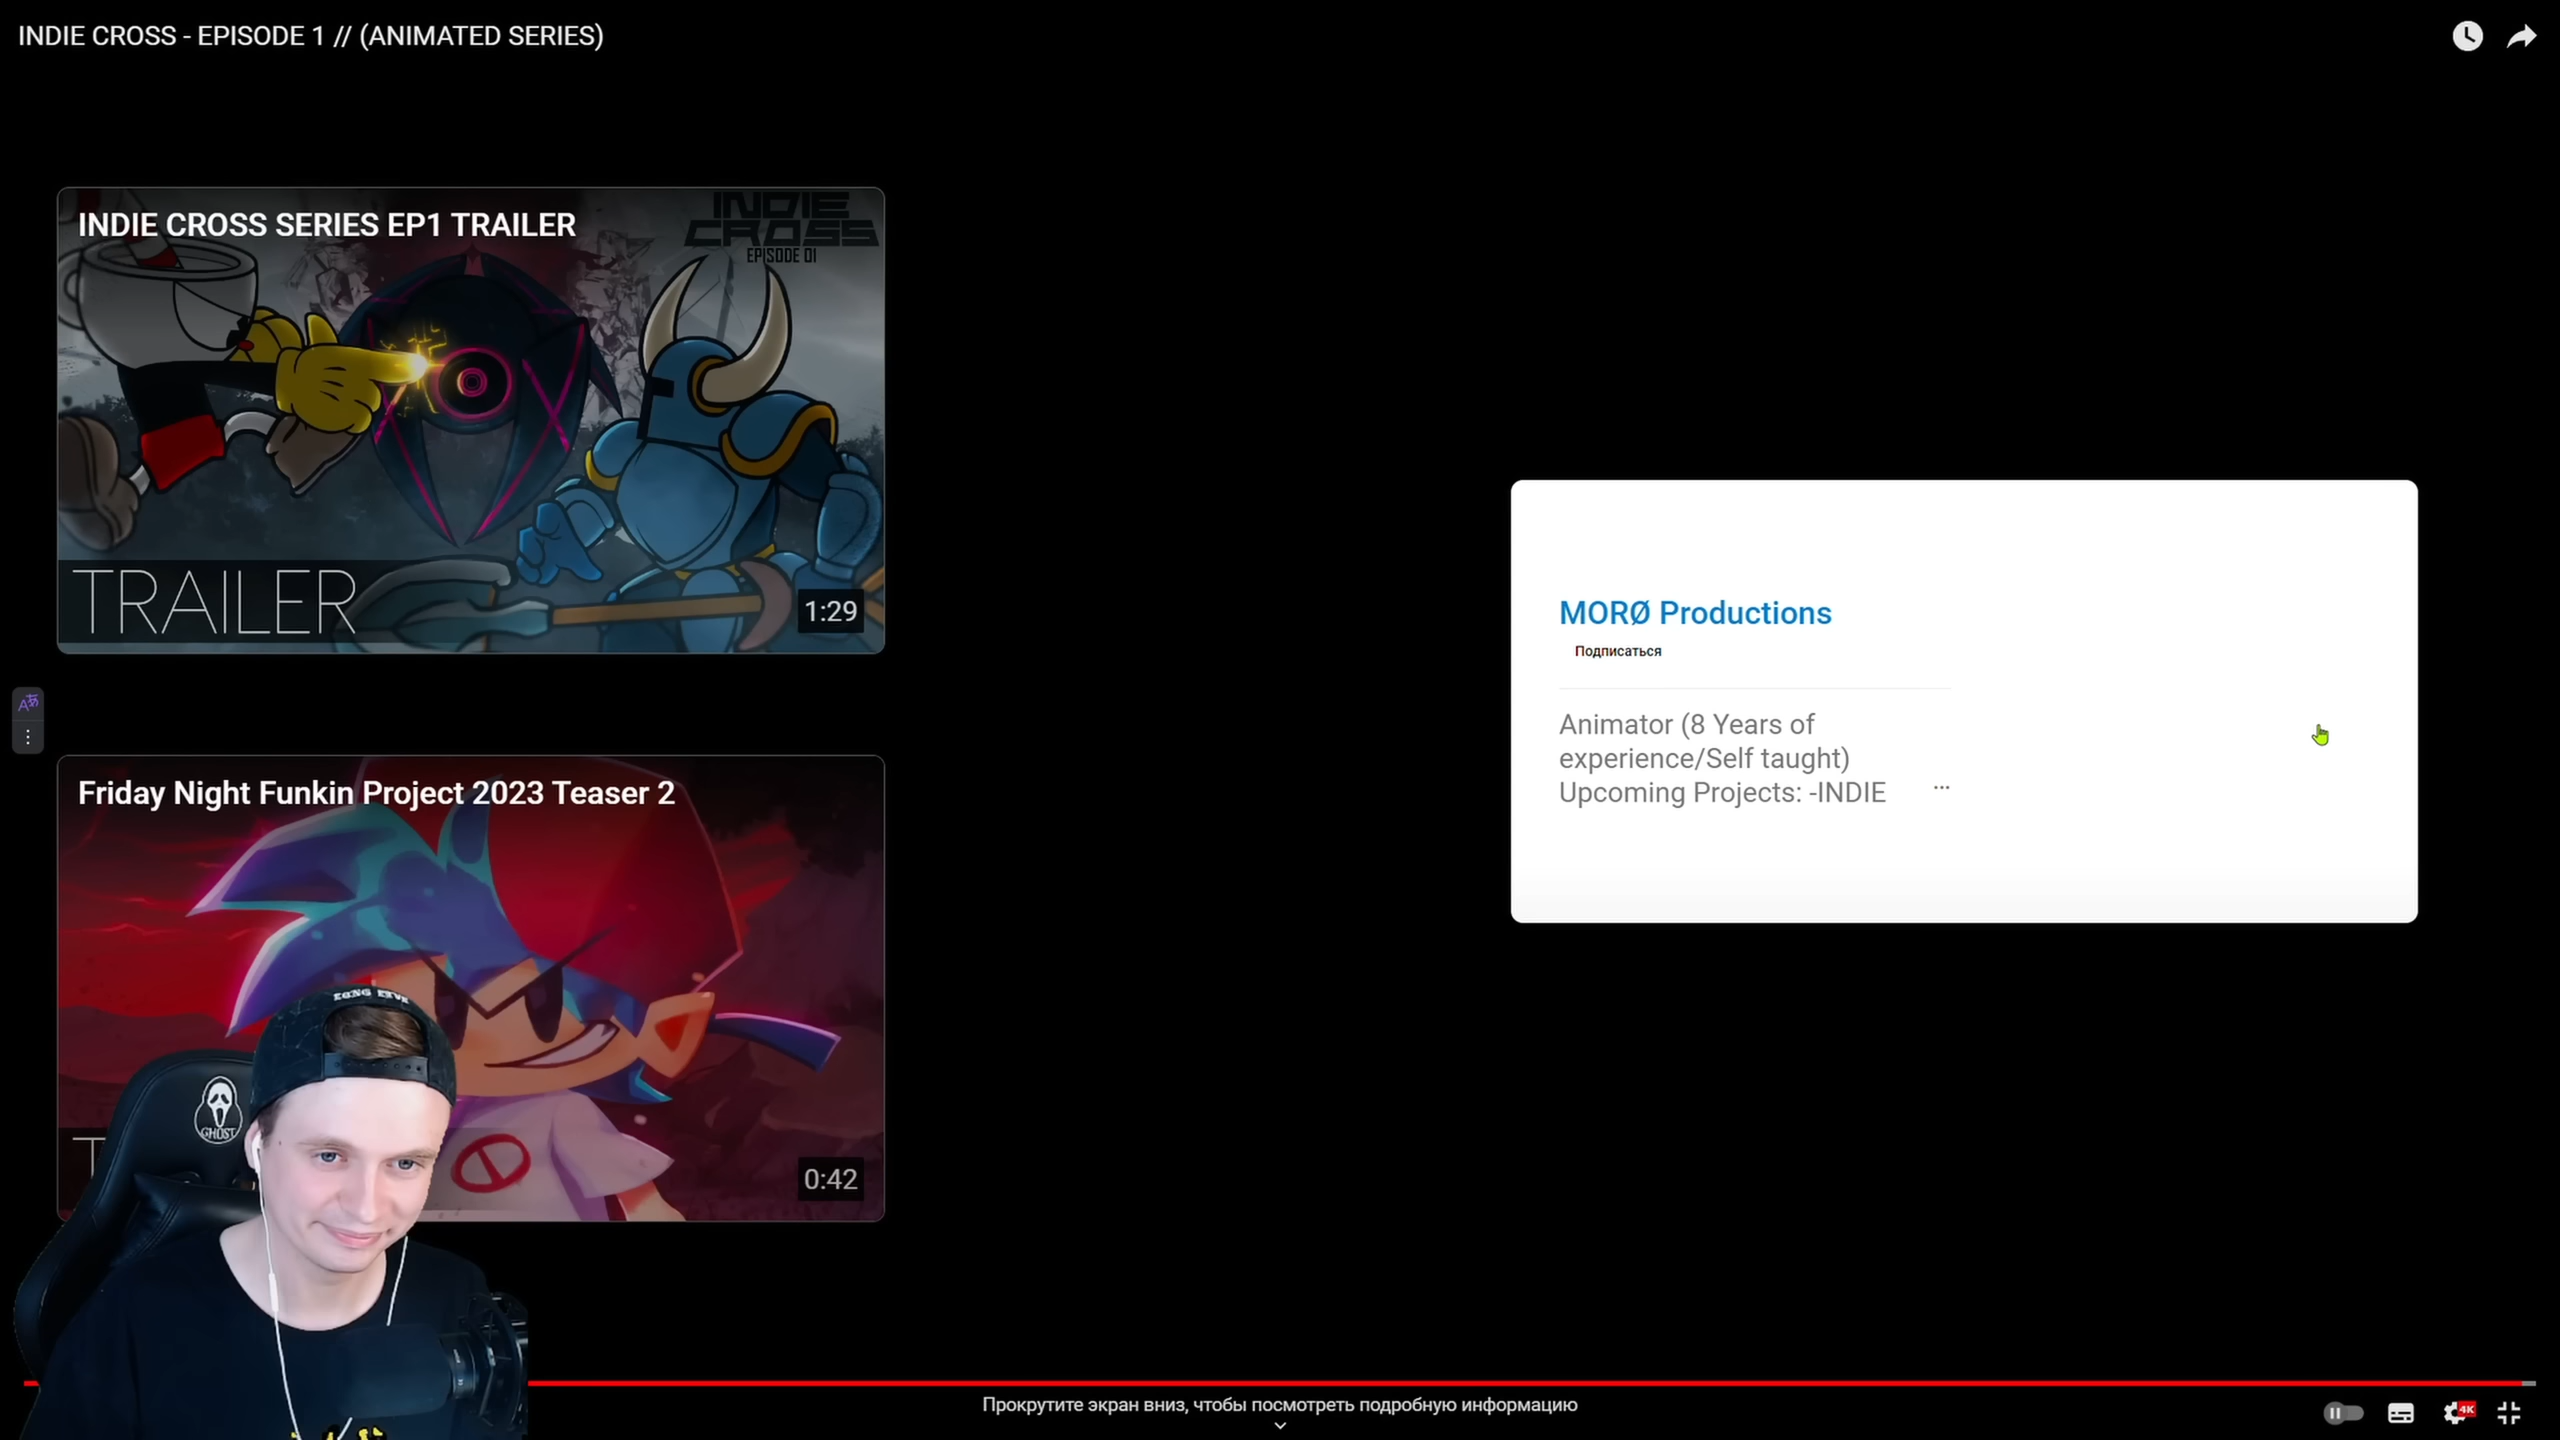 INDIE CROSS - EPISODE 1 // (ANIMATED SERIES)
INDIE CROSS SERIES EP1 TRAILER
INDIE
CROSS
EPISODE 01
TRAILER
1:29
MORØ Productions
Подписаться
Animator (8 Years of
experience/Self taught)
Upcoming Projects: -INDIE ...
Friday Night Funkin Project 2023 Teaser 2
T
0:42
GHOST
Прокрутите экран вниз, чтобы посмотреть подробную информацию
4K